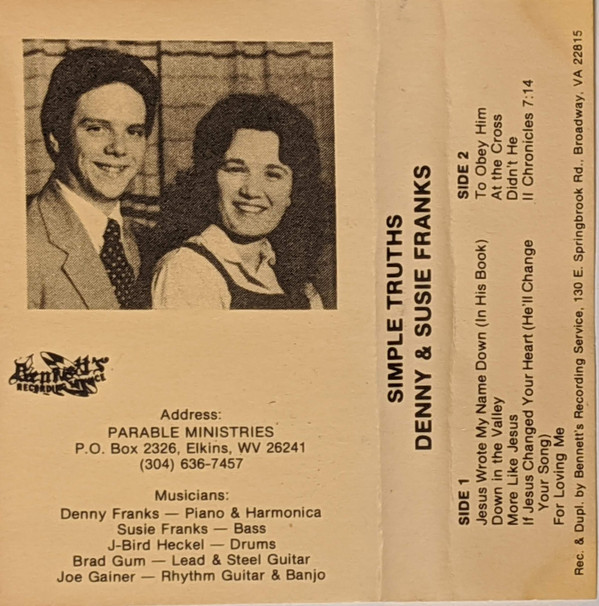 Bennett's
RECORDING SERVICE
Address:
PARABLE MINISTRIES
P.O. Box 2326, Elkins, WV 26241
(304) 636-7457
Musicians:
Denny Franks — Piano & Harmonica
Susie Franks — Bass
J-Bird Heckel — Drums
Brad Gum — Lead & Steel Guitar
Joe Gainer — Rhythm Guitar & Banjo
SIMPLE TRUTHS
DENNY & SUSIE FRANKS
SIDE 1
Jesus Wrote My Name Down (In His Book)
Down in the Valley
More Like Jesus
If Jesus Changed Your Heart (He'll Change
Your Song)
For Loving Me
SIDE 2
To Obey Him
At the Cross
Didn't He
II Chronicles 7:14
Rec. & Dupl. by Bennett's Recording Service, 130 E. Springbrook Rd., Broadway, VA 22815